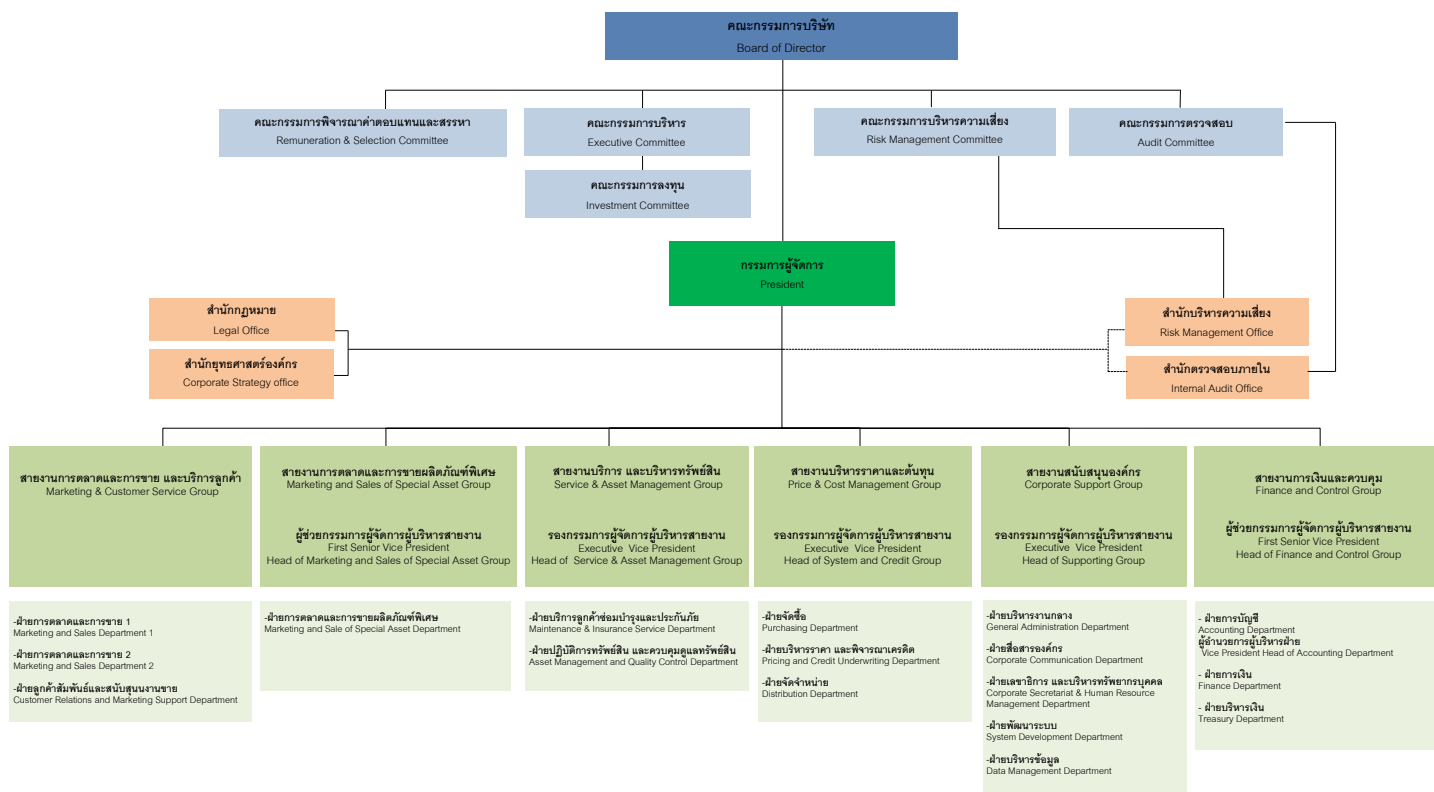 คณะกรรมการบริษัท
Board of Director
คณะกรรมการพิจารณาค่าตอบแทนและสรรหา
Remuneration & Selection Committee
คณะกรรมการบริหาร
Executive Committee
คณะกรรมการบริหารความเสี่ยง
Risk Management Committee
คณะกรรมการตรวจสอบ
Audit Committee
คณะกรรมการลงทุน
Investment Committee
กรรมการผู้จัดการ
President
สำนักกฎหมาย
Legal Office
สำนักยุทธศาสตร์องค์กร
Corporate Strategy office
สำนักบริหารความเสี่ยง
Risk Management Office
สำนักตรวจสอบภายใน
Internal Audit Office
สายงานการตลาดและการขาย และบริการลูกค้า
Marketing & Customer Service Group
สายงานการตลาดและการขายผลิตภัณฑ์พิเศษ
Marketing and Sales of Special Asset Group
ผู้ช่วยกรรมการผู้จัดการผู้บริหารสายงาน
First Senior Vice President
Head of Marketing and Sales of Special Asset Group
สายงานบริการ และบริหารทรัพย์สิน
Service & Asset Management Group
รองกรรมการผู้จัดการผู้บริหารสายงาน
Executive Vice President
Head of Service & Asset Management Group
สายงานบริหารราคาและต้นทุน
Price & Cost Management Group
รองกรรมการผู้จัดการผู้บริหารสายงาน
Executive Vice President
Head of System and Credit Group
สายงานสนับสนุนองค์กร
Corporate Support Group
รองกรรมการผู้จัดการผู้บริหารสายงาน
Executive Vice President
Head of Supporting Group
สายงานการเงินและควบคุม
Finance and Control Group
ผู้ช่วยกรรมการผู้จัดการผู้บริหารสายงาน
First Senior Vice President
Head of Finance and Control Group
-ฝ่ายการตลาดและการขาย 1
Marketing and Sales Department 1
-ฝ่ายการตลาดและการขาย 2
Marketing and Sales Department 2
-ฝ่ายลูกค้าสัมพันธ์และสนับสุนนงานขาย
Customer Relations and Marketing Support Department
-ฝ่ายการตลาดและการขายผลิตภัณฑ์พิเศษ
Marketing and Sale of Special Asset Department
-ฝ่ายบริการลูกค้าซ่อมบำรุงและประกันภัย
Maintenance & Insurance Service Department
-ฝ่ายปฏิบัติการทรัพย์สิน และควบคุมดูแลทรัพย์สิน
Asset Management and Quality Control Department
-ฝ่ายจัดซื้อ
Purchasing Department
-ฝ่ายบริหารราคา และพิจารณาเครดิต
Pricing and Credit Underwriting Department
-ฝ่ายจัดจำหน่าย
Distribution Department
-ฝ่ายบริหารงานกลาง
General Administration Department
-ฝ่ายสื่อสารองค์กร
Corporate Communication Department
-ฝ่ายเลขาธิการ และบริหารทรัพยากรบุคคล
Corporate Secretariat & Human Resource
Management Department
-ฝ่ายพัฒนาระบบ
System Development Department
-ฝ่ายบริหารข้อมูล
Data Management Department
- ฝ่ายการบัญชี
Accounting Department
ผู้อำนวยการผู้บริหารฝ่าย
Vice President Head of Accounting Department
- ฝ่ายการเงิน
Finance Department
- ฝ่ายบริหารเงิน
Treasury Department